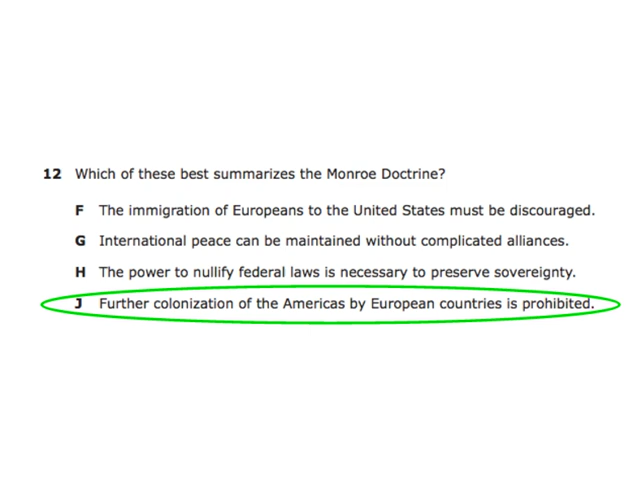 12 Which of these best summarizes the Monroe Doctrine?
F The immigration of Europeans to the United States must be discouraged.
G International peace can be maintained without complicated alliances.
H The power to nullify federal laws is necessary to preserve sovereignty.
J Further colonization of the Americas by European countries is prohibited.